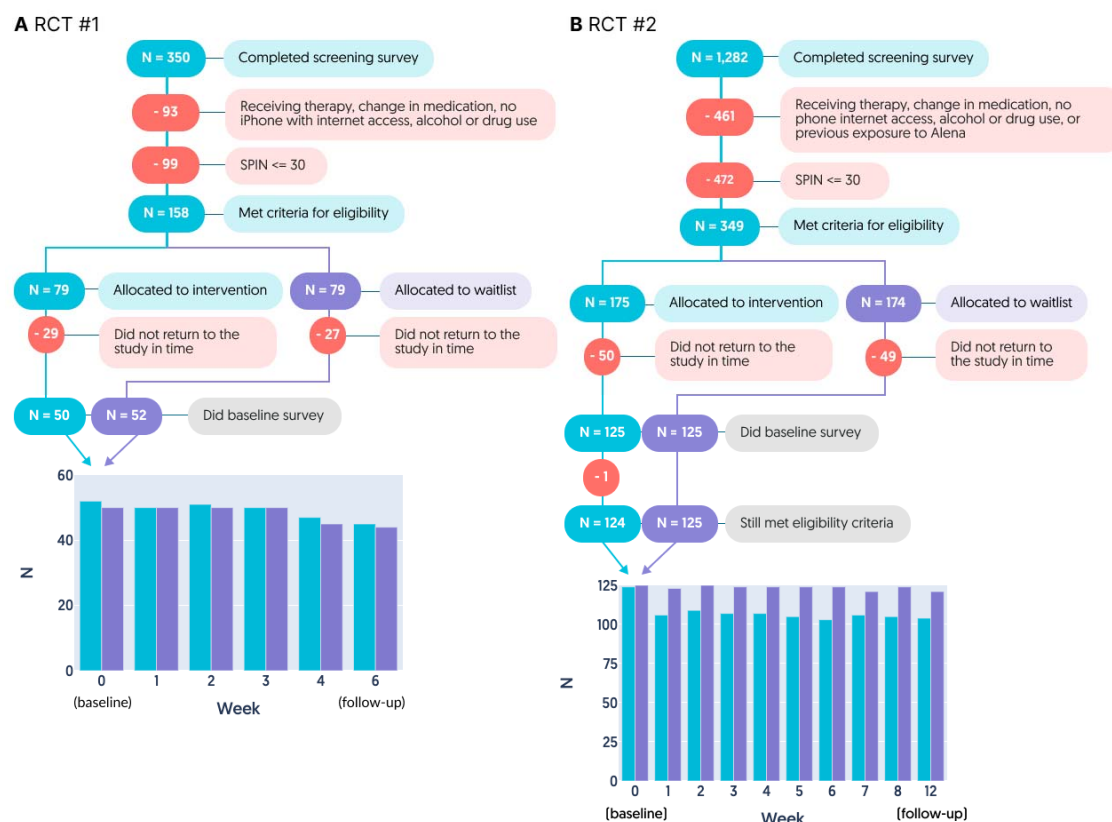 A RCT #1
N = 350
Completed screening survey
- 93
Receiving therapy, change in medication, no
iPhone with internet access, alcohol or drug use
- 99
SPIN <= 30
N = 158
Met criteria for eligibility
N = 79
Allocated to intervention
N = 79
Allocated to waitlist
- 29
Did not return to the
study in time
- 27
Did not return to the
study in time
N = 50
N = 52
Did baseline survey
60
40
20
0
N
0
1
2
3
4
6
(baseline)
Week
(follow-up)
B RCT #2
N = 1,282
Completed screening survey
- 461
Receiving therapy, change in medication, no
phone internet access, alcohol or drug use, or
previous exposure to Alena
- 472
SPIN <= 30
N = 349
Met criteria for eligibility
N = 175
Allocated to intervention
N = 174
Allocated to waitlist
- 50
Did not return to the
study in time
- 49
Did not return to
the study in time
N = 125
N = 125
Did baseline survey
- 1
N = 124
N = 125
Still met eligibility criteria
125
100
75
50
25
0
N
0
1
2
3
4
5
6
7
8
12
(baseline)
Week
(follow-up)